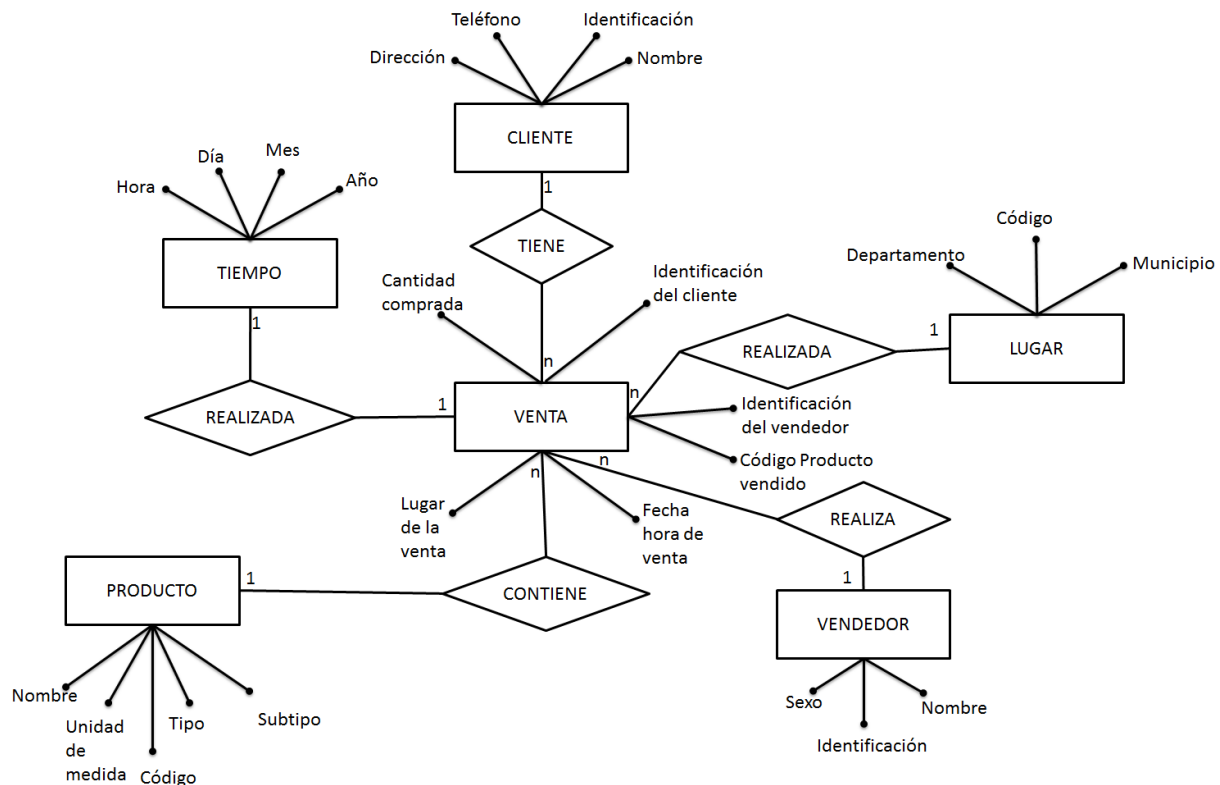 Teléfono
Identificación
Dirección
Nombre
CLIENTE
1
Día
Mes
Hora
Año
TIEMPO
1
TIENE
n
Cantidad
comprada
Identificación
del cliente
Código
Departamento
Municipio
LUGAR
1
REALIZADA
n
REALIZADA
1
VENTA
Identificación
del vendedor
Código Producto
vendido
n
n
Lugar
de la
venta
Fecha
hora de
venta
REALIZA
1
VENDEDOR
Sexo
Nombre
Identificación
PRODUCTO
1
CONTIENE
Nombre
Unidad
de
medida
Código
Tipo
Subtipo